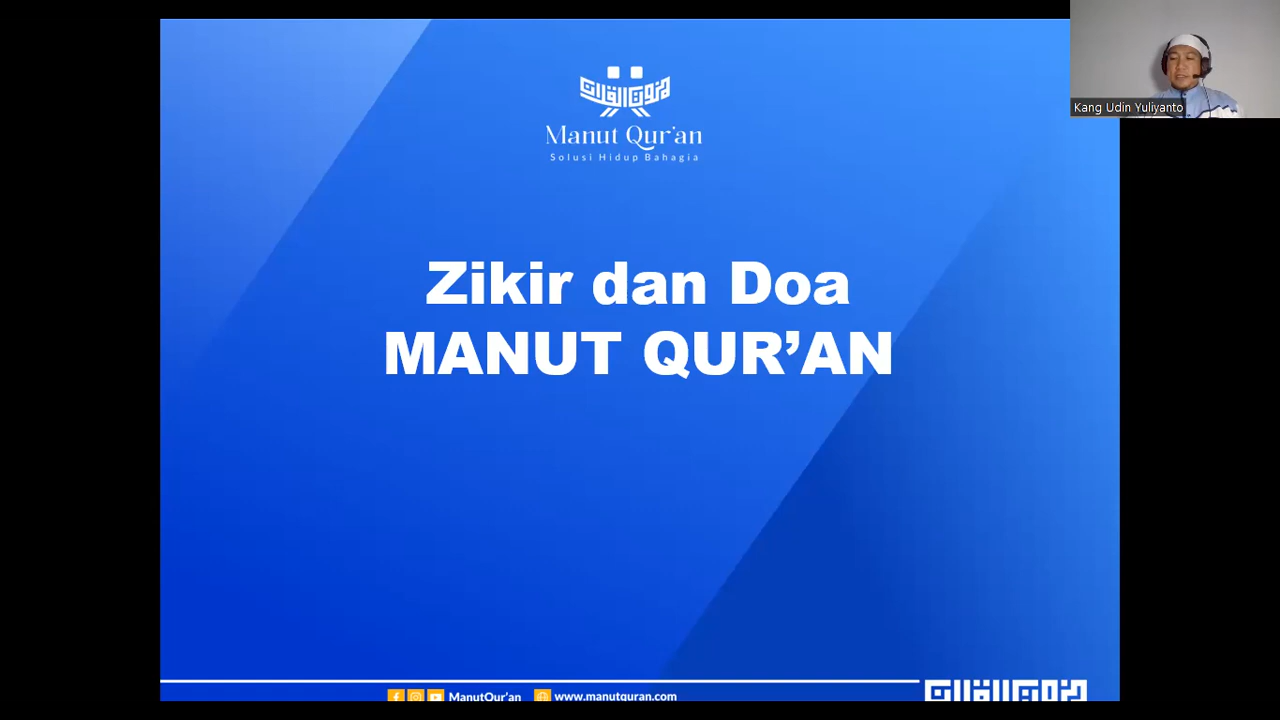 Kang Udin Yuliyanto
Manut Qur'an
Solusi Hidup Bahagia
Zikir dan Doa
MANUT QUR’AN
ManutQur'an www.manutquran.com